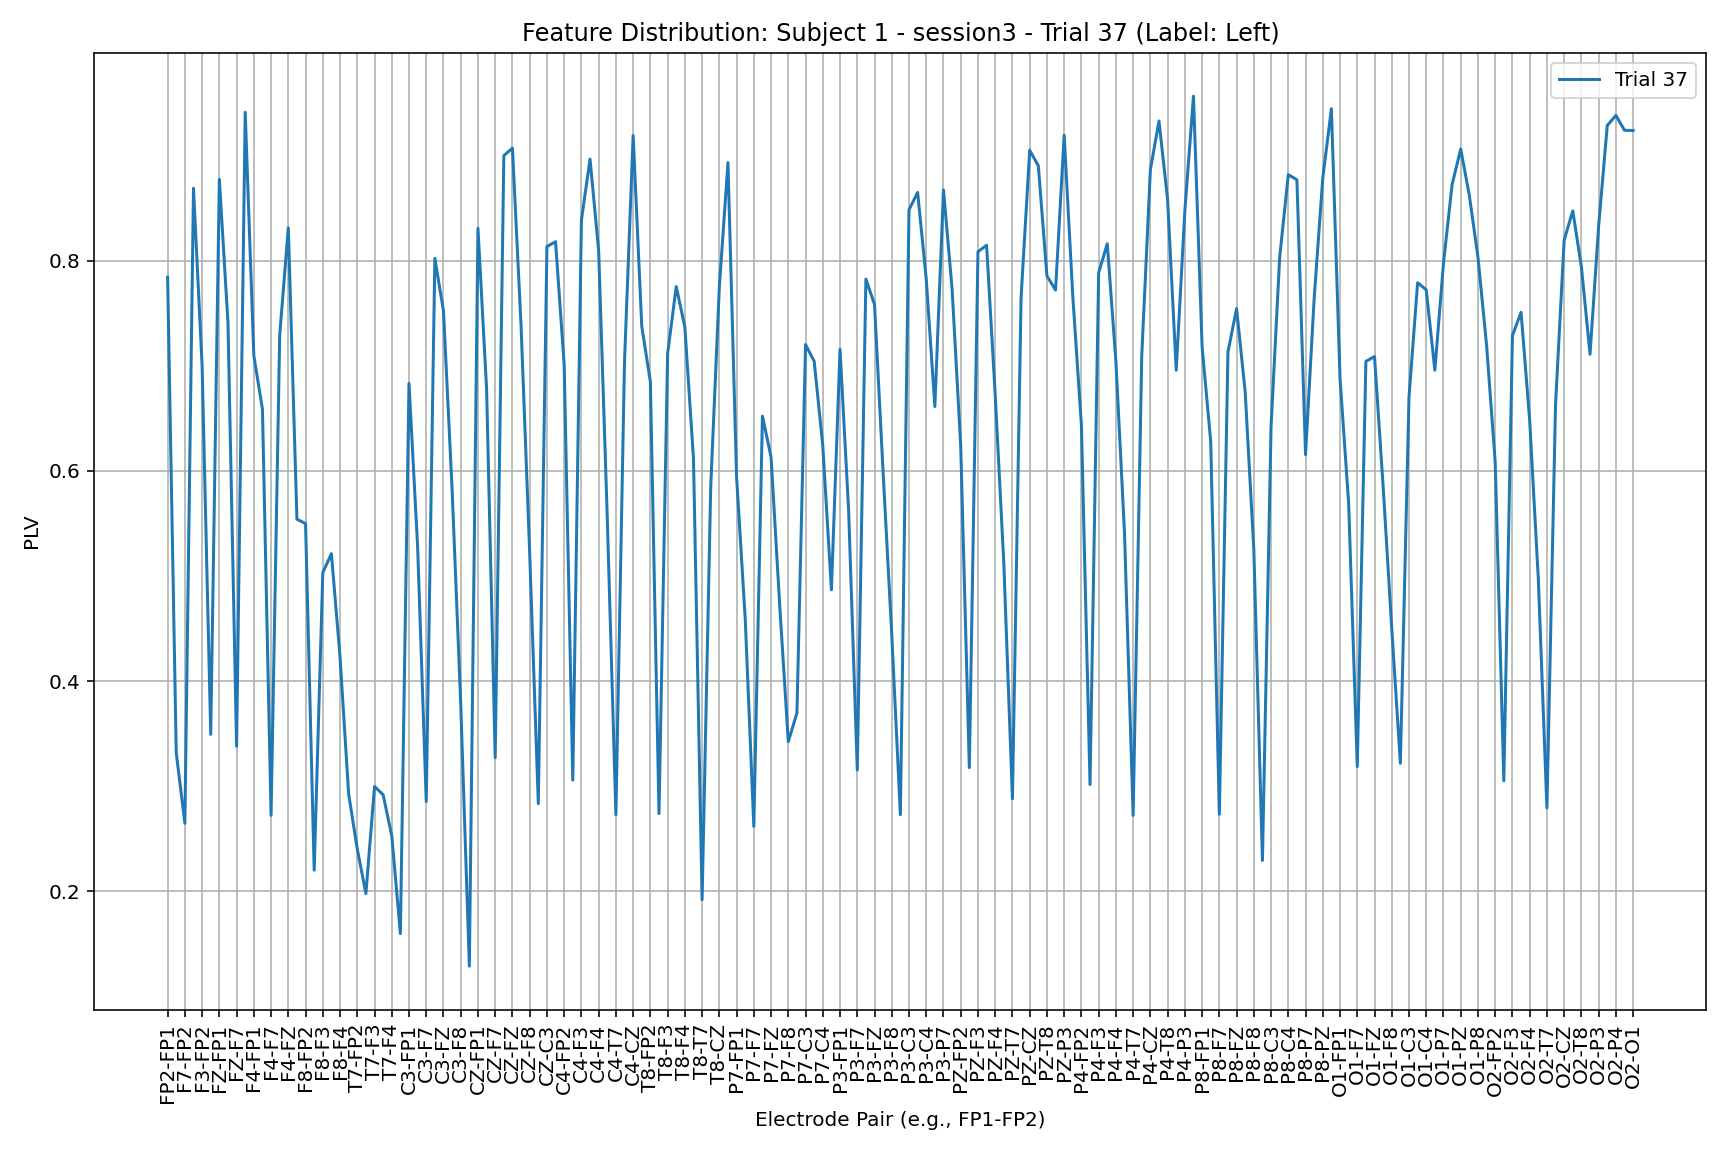 Feature Distribution: Subject 1 - session3 - Trial 37 (Label: Left)
Trial 37
PLV
0.8
0.6
0.4
0.2
FP2-FP1
F7-FP2
F3-FP2
FZ-FP1
FZ-F7
F4-FP1
F4-F7
F4-FZ
F8-FP2
F8-F3
F8-F4
T7-FP2
T7-F3
T7-F4
C3-FP1
C3-F7
C3-FZ
C3-F8
CZ-FP1
CZ-F7
CZ-FZ
CZ-F8
CZ-C3
C4-FP2
C4-F3
C4-F4
C4-T7
C4-CZ
T8-FP2
T8-F3
T8-F4
T8-T7
T8-CZ
P7-FP1
P7-F7
P7-FZ
P7-F8
P7-C3
P7-C4
P3-FP1
P3-F7
P3-FZ
P3-F8
P3-C3
P3-C4
P3-P7
PZ-FP2
PZ-F3
PZ-F4
PZ-T7
PZ-CZ
PZ-T8
PZ-P3
P4-FP2
P4-F3
P4-F4
P4-T7
P4-CZ
P4-T8
P4-P3
P8-FP1
P8-F7
P8-FZ
P8-F8
P8-C3
P8-C4
P8-P7
P8-PZ
O1-FP1
O1-F7
O1-FZ
O1-F8
O1-C3
O1-C4
O1-P7
O1-PZ
O1-P8
O2-FP2
O2-F3
O2-F4
O2-T7
O2-CZ
O2-T8
O2-P3
O2-P4
O2-O1
Electrode Pair (e.g., FP1-FP2)